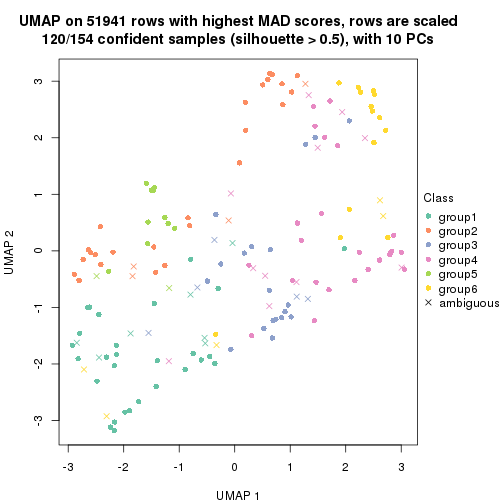 UMAP on 51941 rows with highest MAD scores, rows are scaled
120/154 confident samples (silhouette > 0.5), with 10 PCs
3
2
1
0
-1
-2
-3
UMAP 2
-3
-2
-1
0
1
2
3
UMAP 1
Class
group1
group2
group3
group4
group5
group6
ambiguous